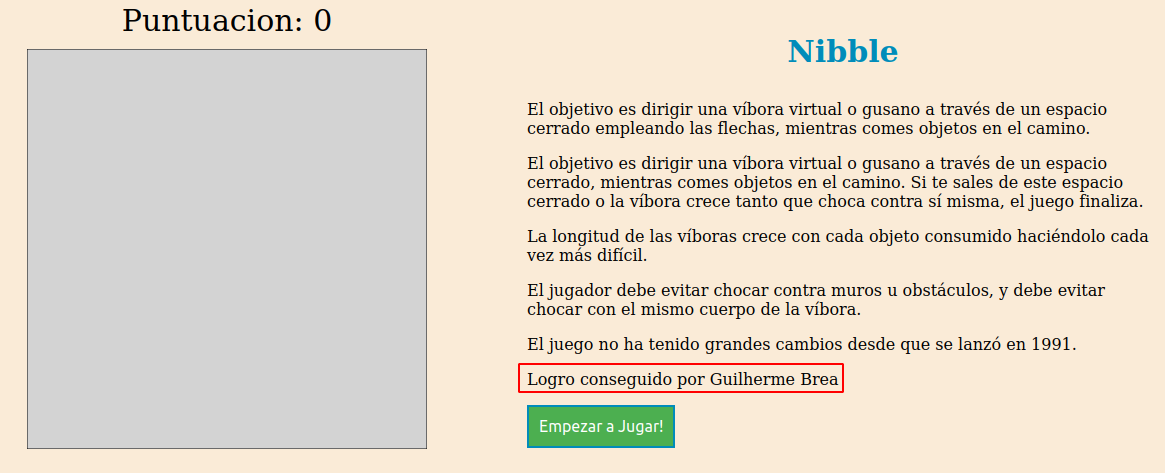 Puntuacion: 0
Nibble
El objetivo es dirigir una víbora virtual o gusano a través de un espacio
cerrado empleando las flechas, mientras comes objetos en el camino.
El objetivo es dirigir una víbora virtual o gusano a través de un espacio
cerrado, mientras comes objetos en el camino. Si te sales de este espacio
cerrado o la víbora crece tanto que choca contra sí misma, el juego finaliza.
La longitud de las víboras crece con cada objeto consumido haciéndolo cada
vez más difícil.
El jugador debe evitar chocar contra muros u obstáculos, y debe evitar
chocar con el mismo cuerpo de la víbora.
El juego no ha tenido grandes cambios desde que se lanzó en 1991.
Logro conseguido por Guilherme Brea
Empezar a Jugar!